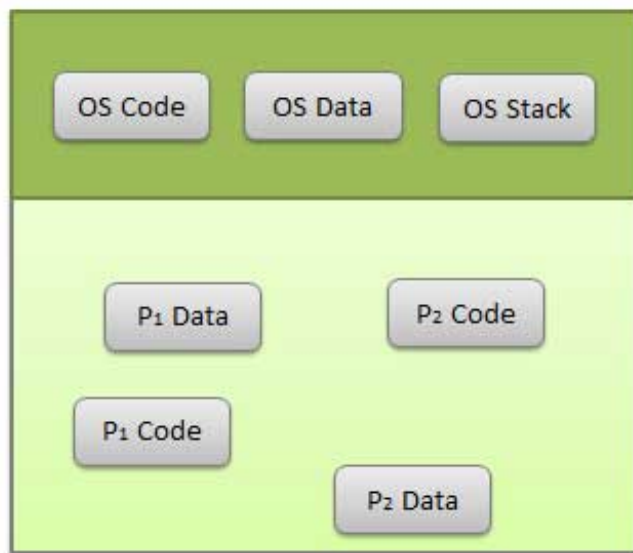 OS Code
OS Data
OS Stack
P₁ Data
P₂ Code
P₁ Code
P₂ Data